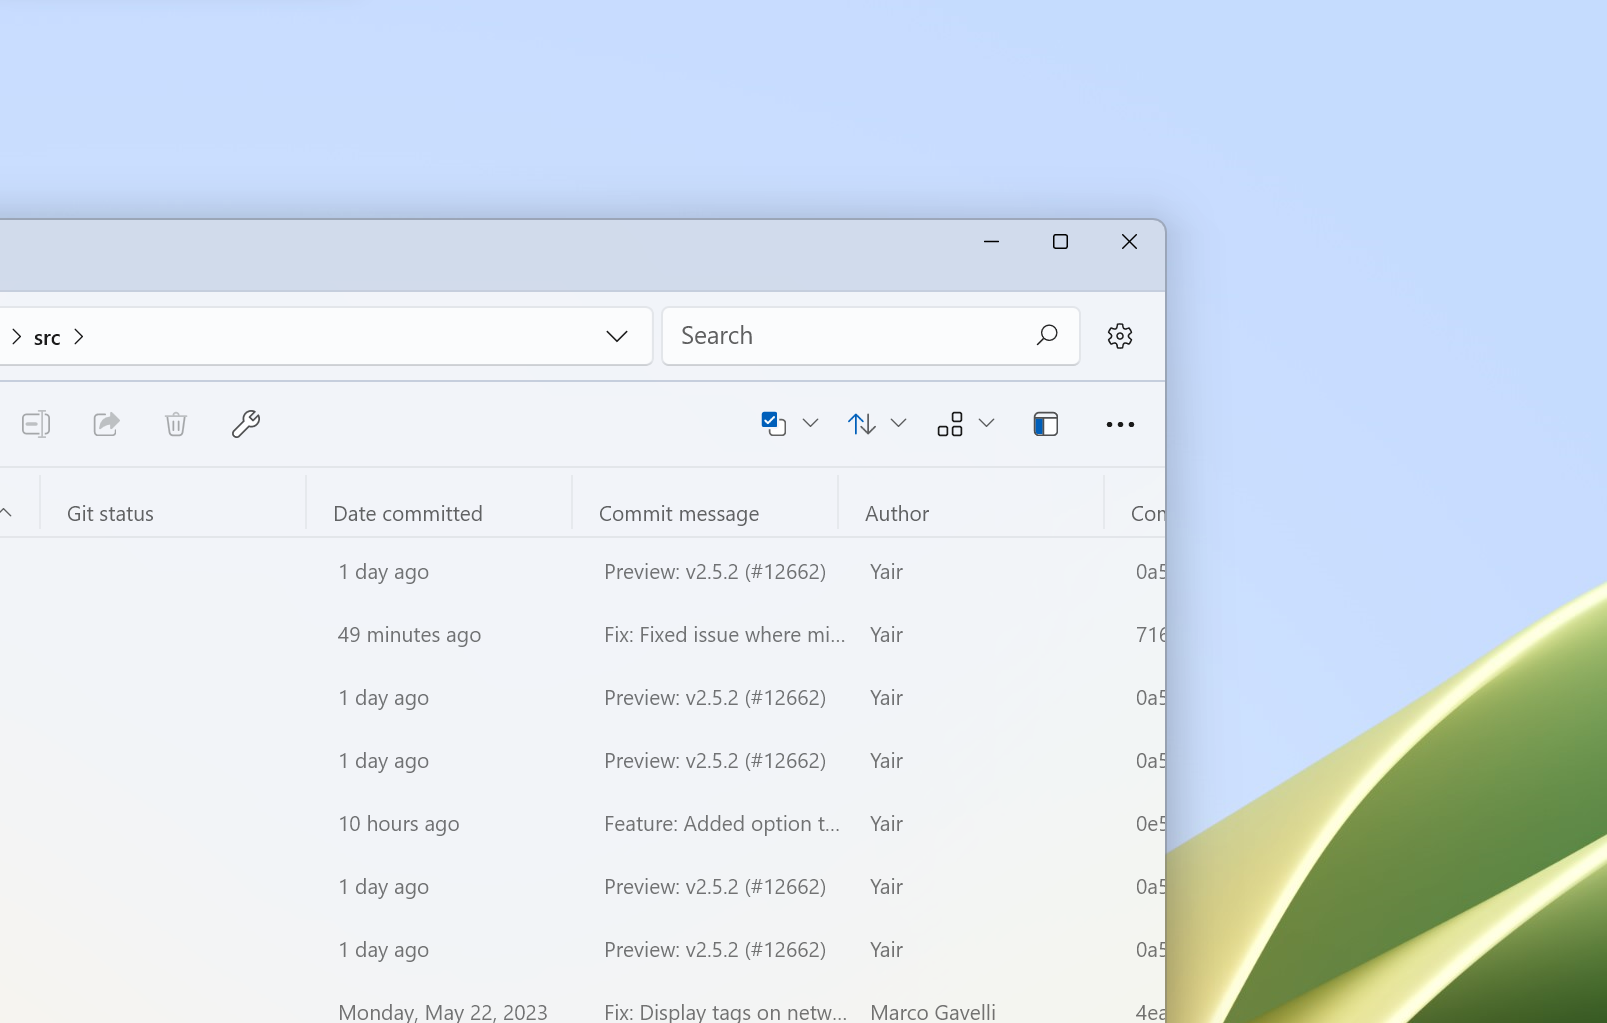 src
Search
Git status Date committed Commit message Author Con
1 day ago Preview: v2.5.2 (#12662) Yair 0a5
49 minutes ago Fix: Fixed issue where mi... Yair 716
1 day ago Preview: v2.5.2 (#12662) Yair 0a5
1 day ago Preview: v2.5.2 (#12662) Yair 0a5
10 hours ago Feature: Added option t... Yair 0e5
1 day ago Preview: v2.5.2 (#12662) Yair 0a5
1 day ago Preview: v2.5.2 (#12662) Yair 0a5
Monday, May 22, 2023 Fix: Display tags on netw... Marco Gavelli 4ea